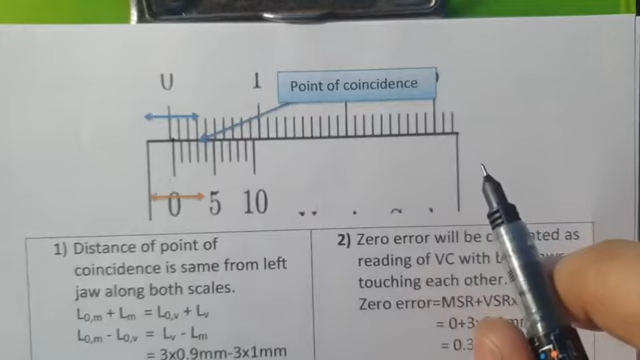 0 1
Point of coincidence
0 5 10
1) Distance of point of
coincidence is same from left
jaw along both scales.
L0,m + Lm = L0,v + Lv
L0,m - L0,v = Lv - Lm
= 3x0.9mm-3x1mm
2) Zero error will be
as
reading of VC with
touching each other.
Zero error=MSR+VSRx
= 0+3x
= 0.3